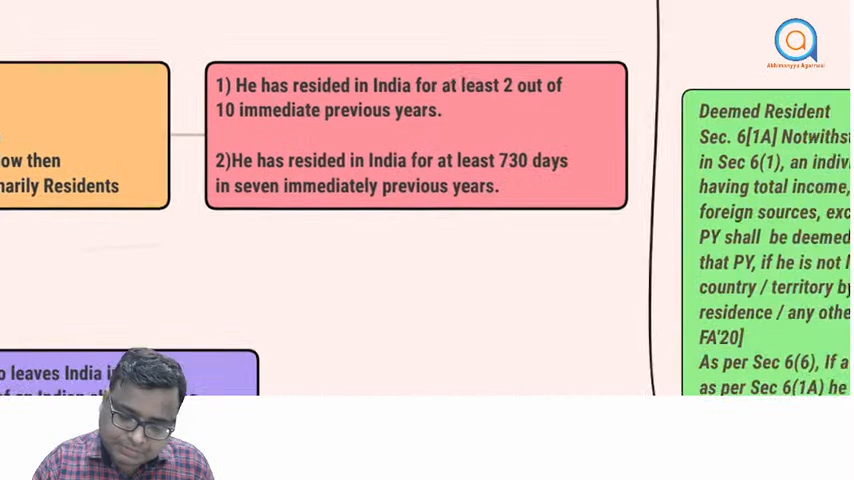 Abhimanyyu Agarrwal
1) He has resided in India for at least 2 out of
10 immediate previous years.
2)He has resided in India for at least 730 days
in seven immediately previous years.
ow then
narily Residents
Deemed Resident
Sec. 6[1A] Notwithst
in Sec 6(1), an indivi
having total income,
foreign sources, exc
PY shall be deemed
that PY, if he is not l
country / territory by
residence / any othe
FA'20]
As per Sec 6(6), If a
as per Sec 6(1A) he
o leaves India i